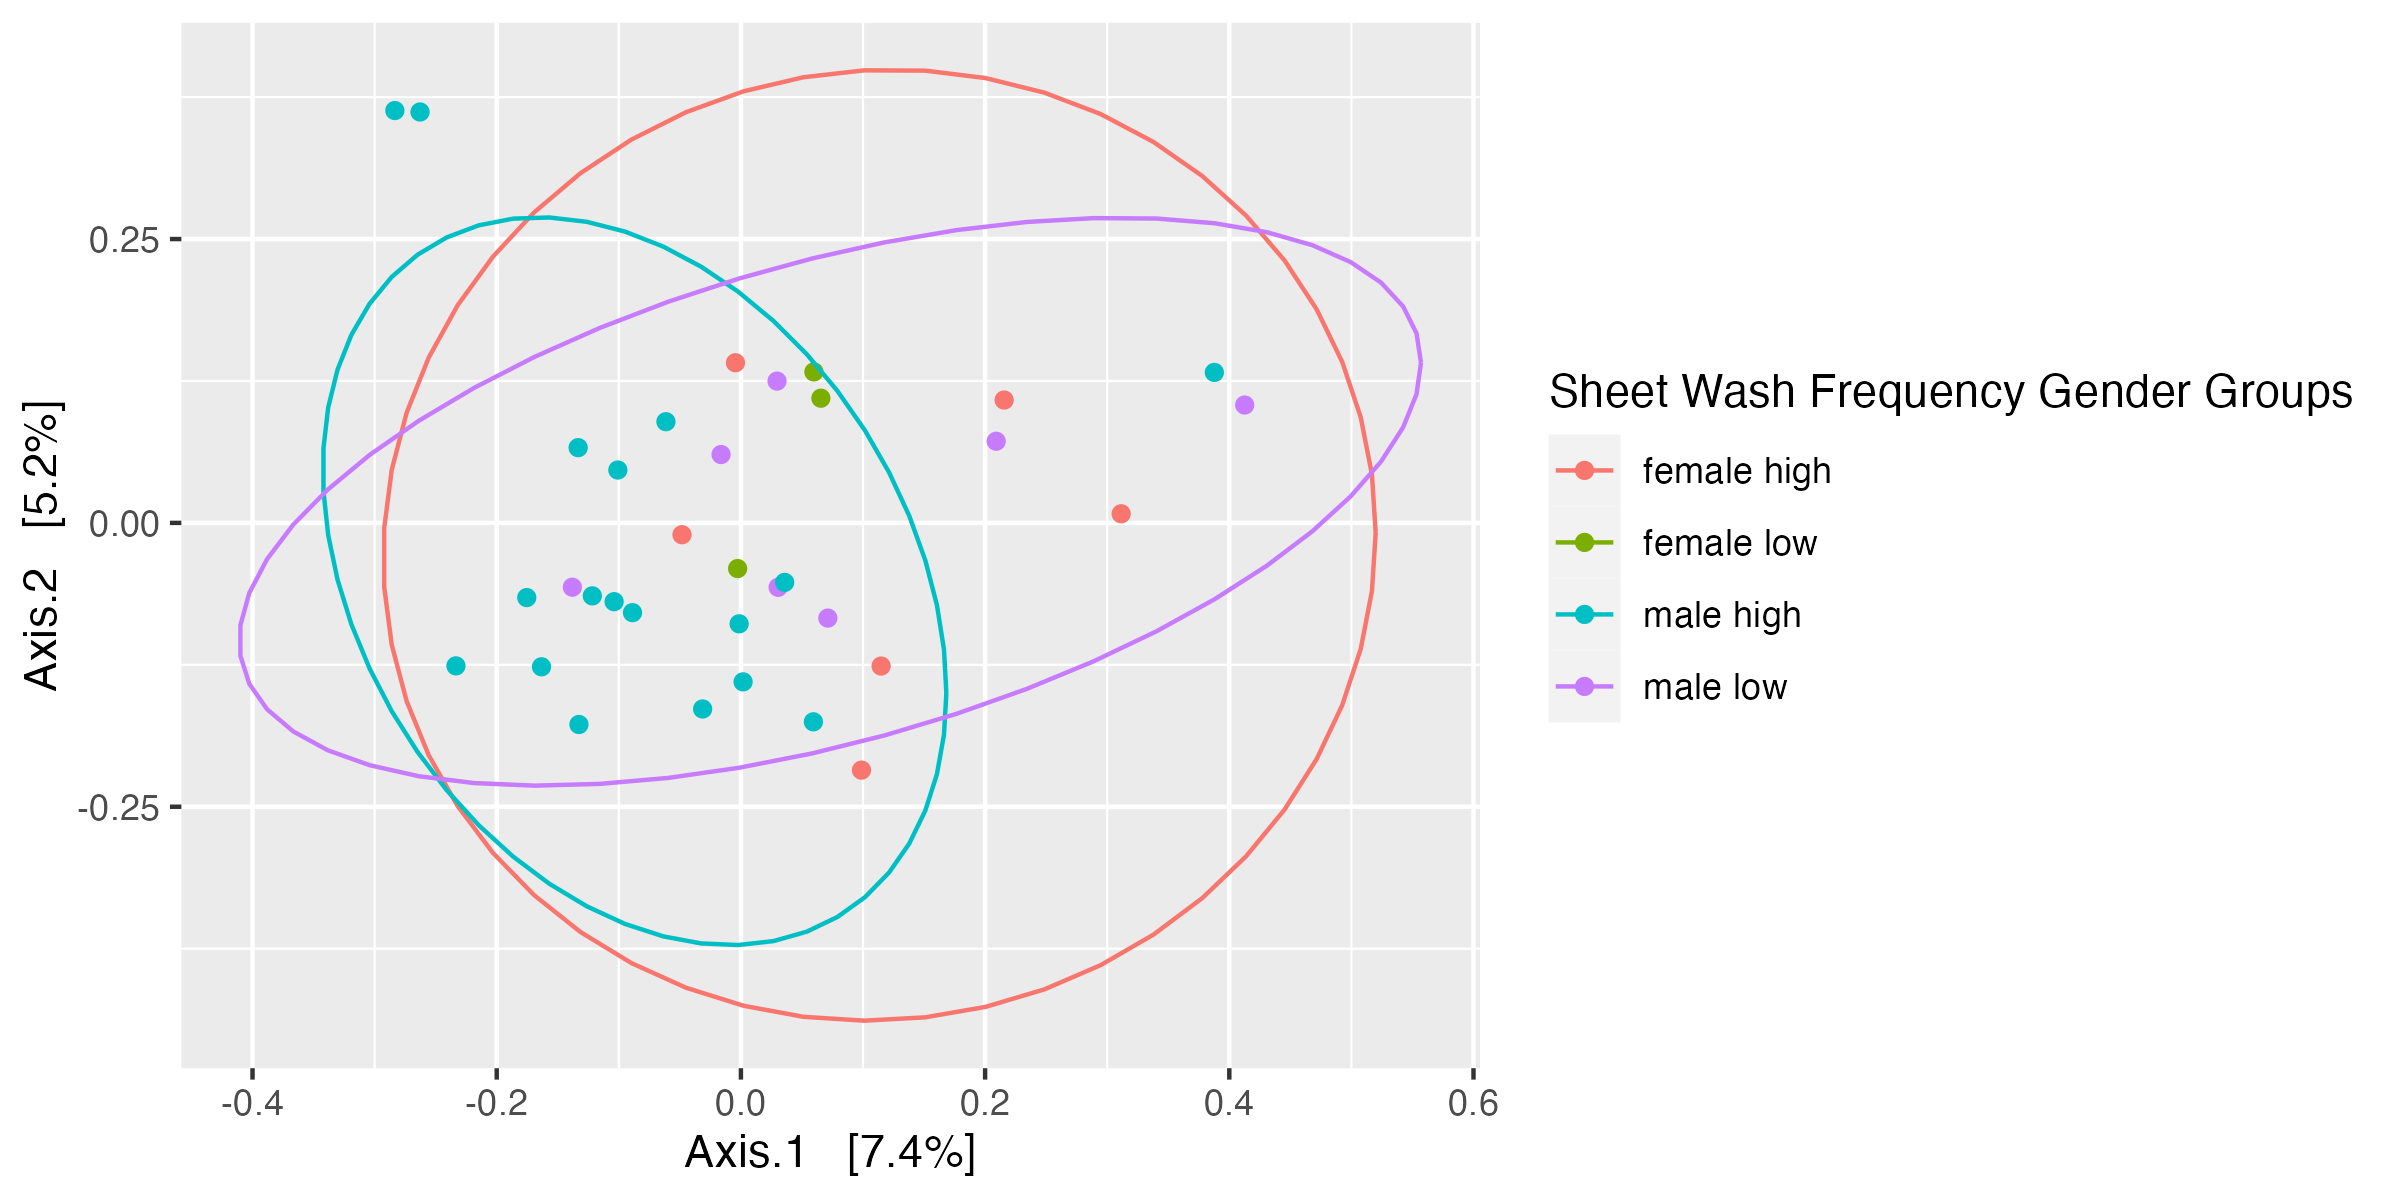 0.25
0.00
-0.25
Axis.2   [5.2%]
-0.4
-0.2
0.0
0.2
0.4
0.6
Axis.1   [7.4%]
Sheet Wash Frequency Gender Groups
female high
female low
male high
male low